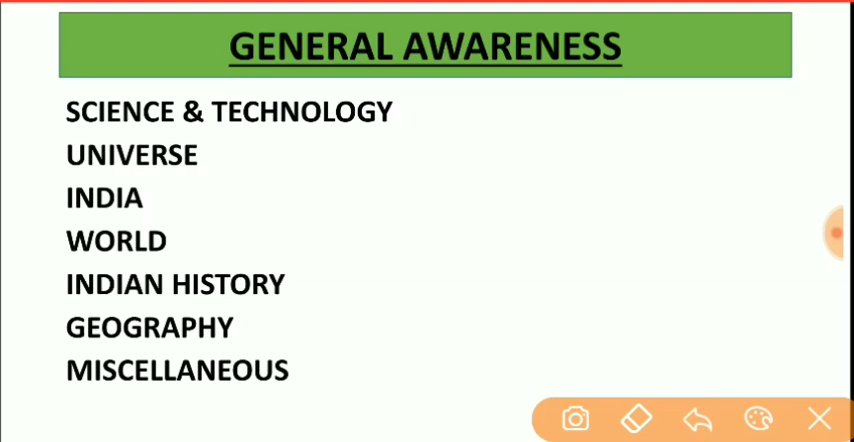 GENERAL AWARENESS
SCIENCE & TECHNOLOGY
UNIVERSE
INDIA
WORLD
INDIAN HISTORY
GEOGRAPHY
MISCELLANEOUS